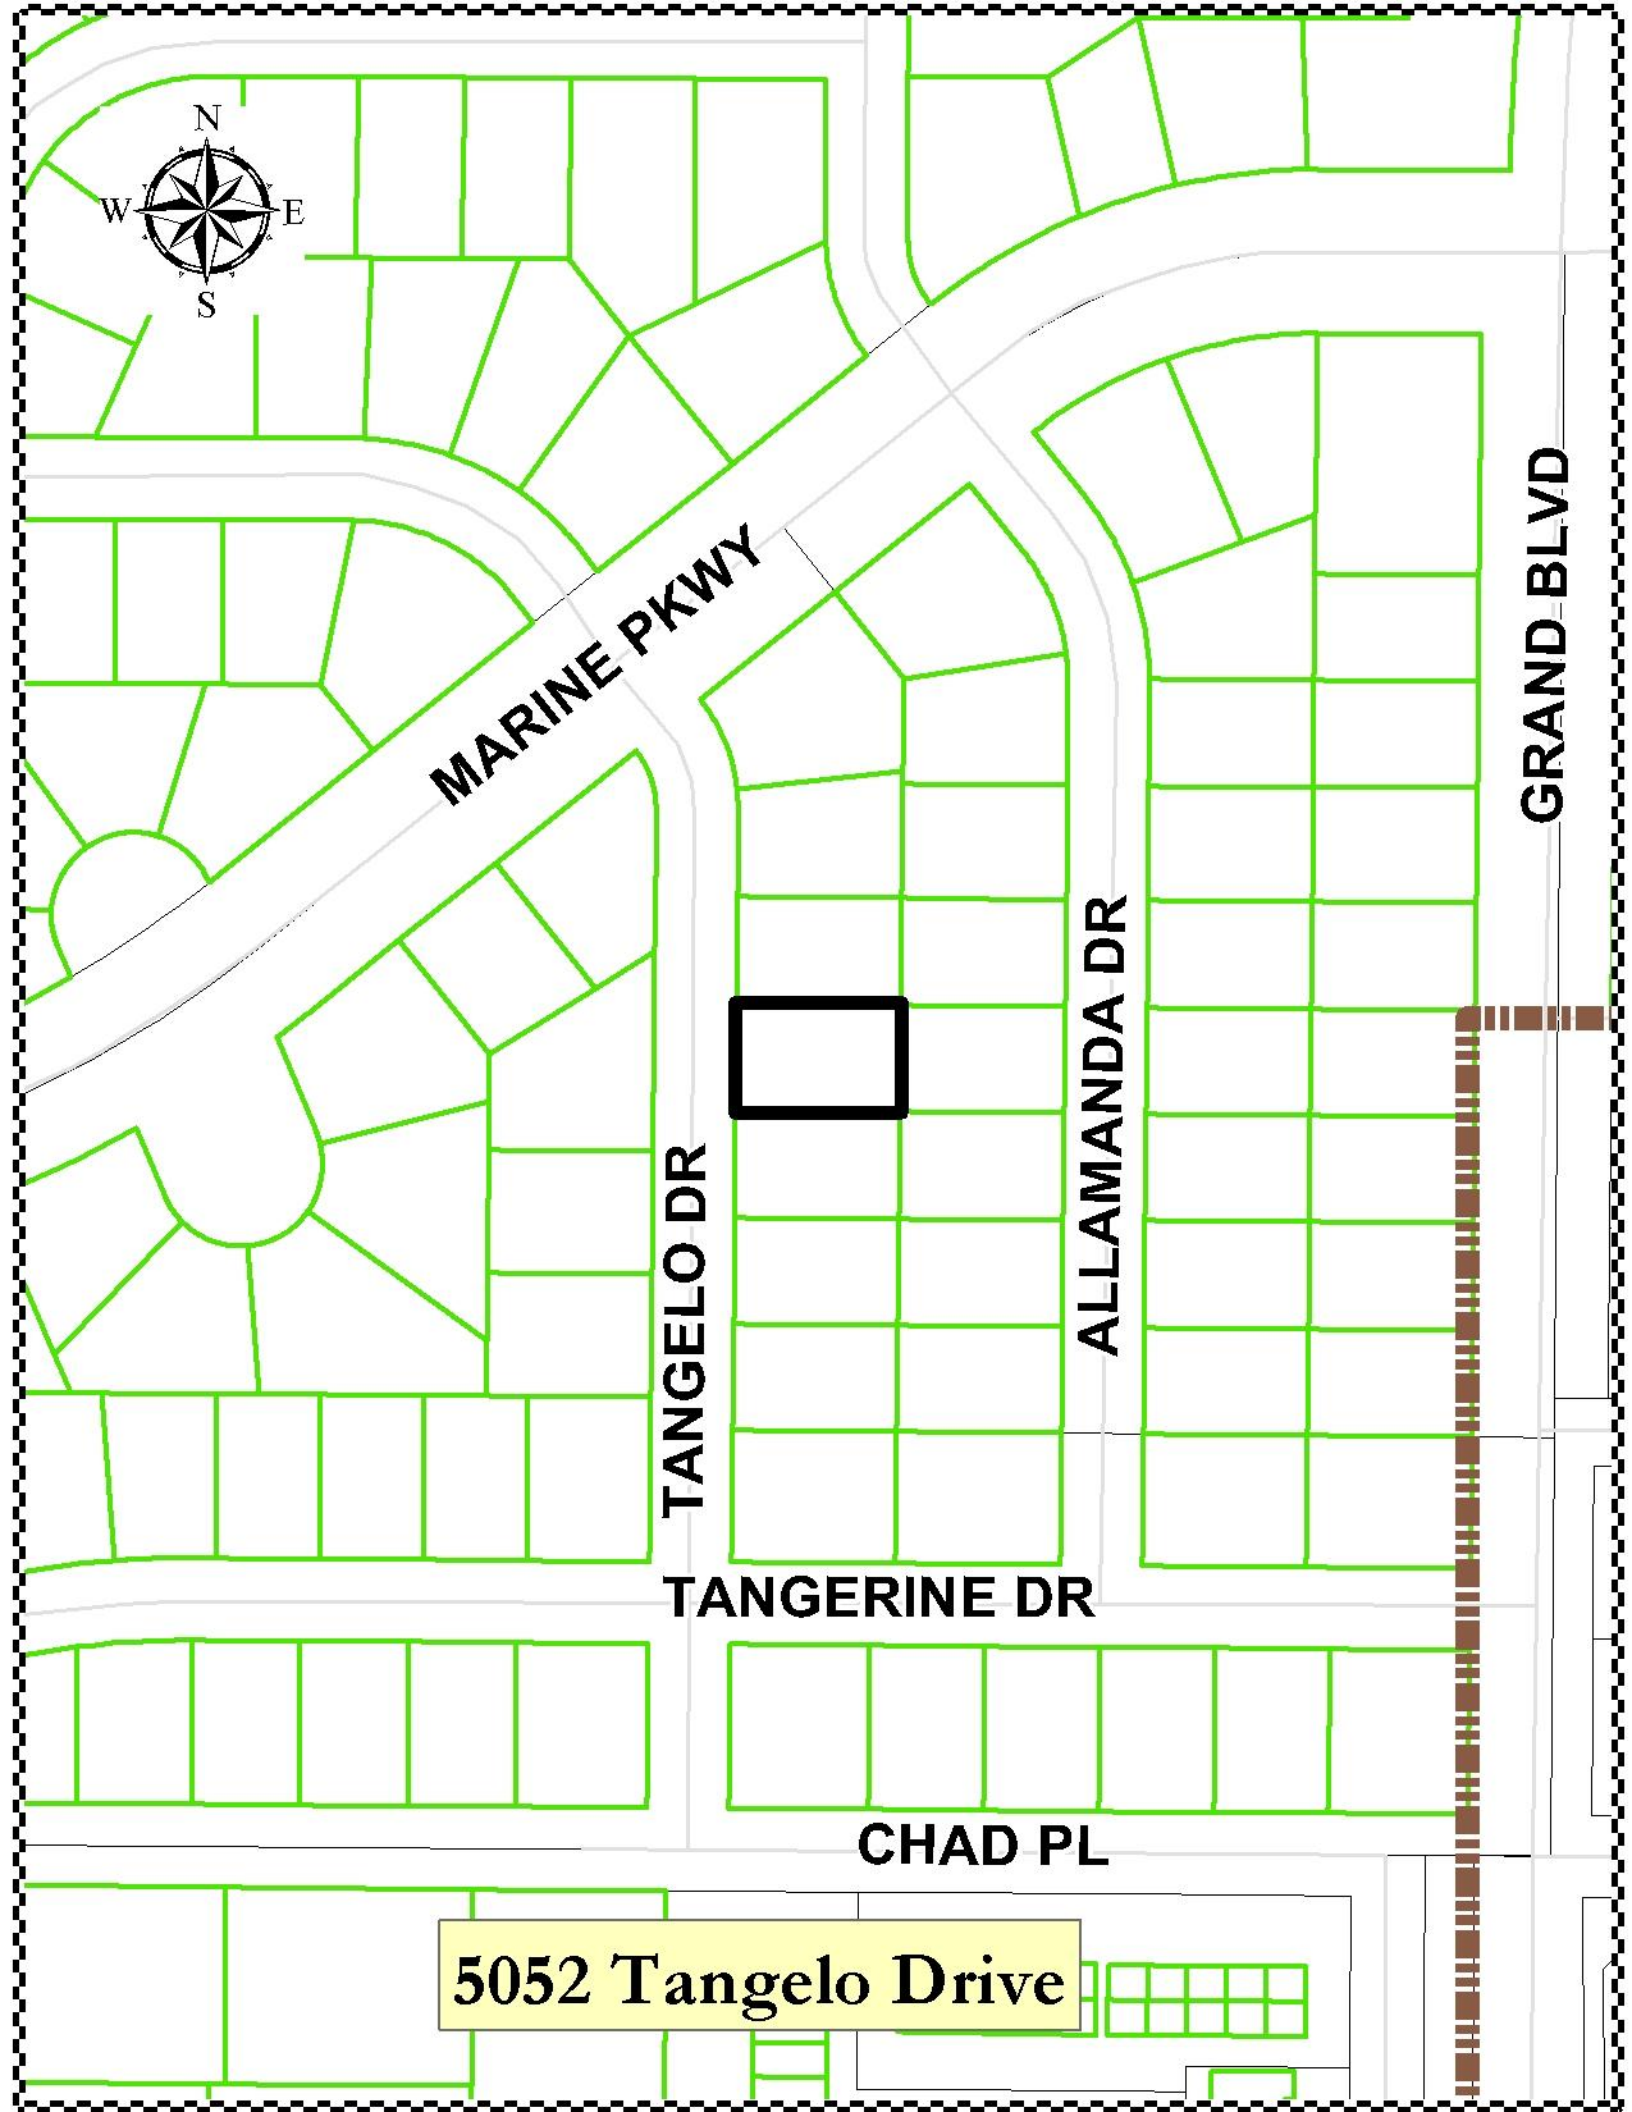 N
W
E
S
MARINE PKWY
GRAND BLVD
ALLAMANDA DR
TANGELO DR
TANGERINE DR
CHAD PL
5052 Tangelo Drive